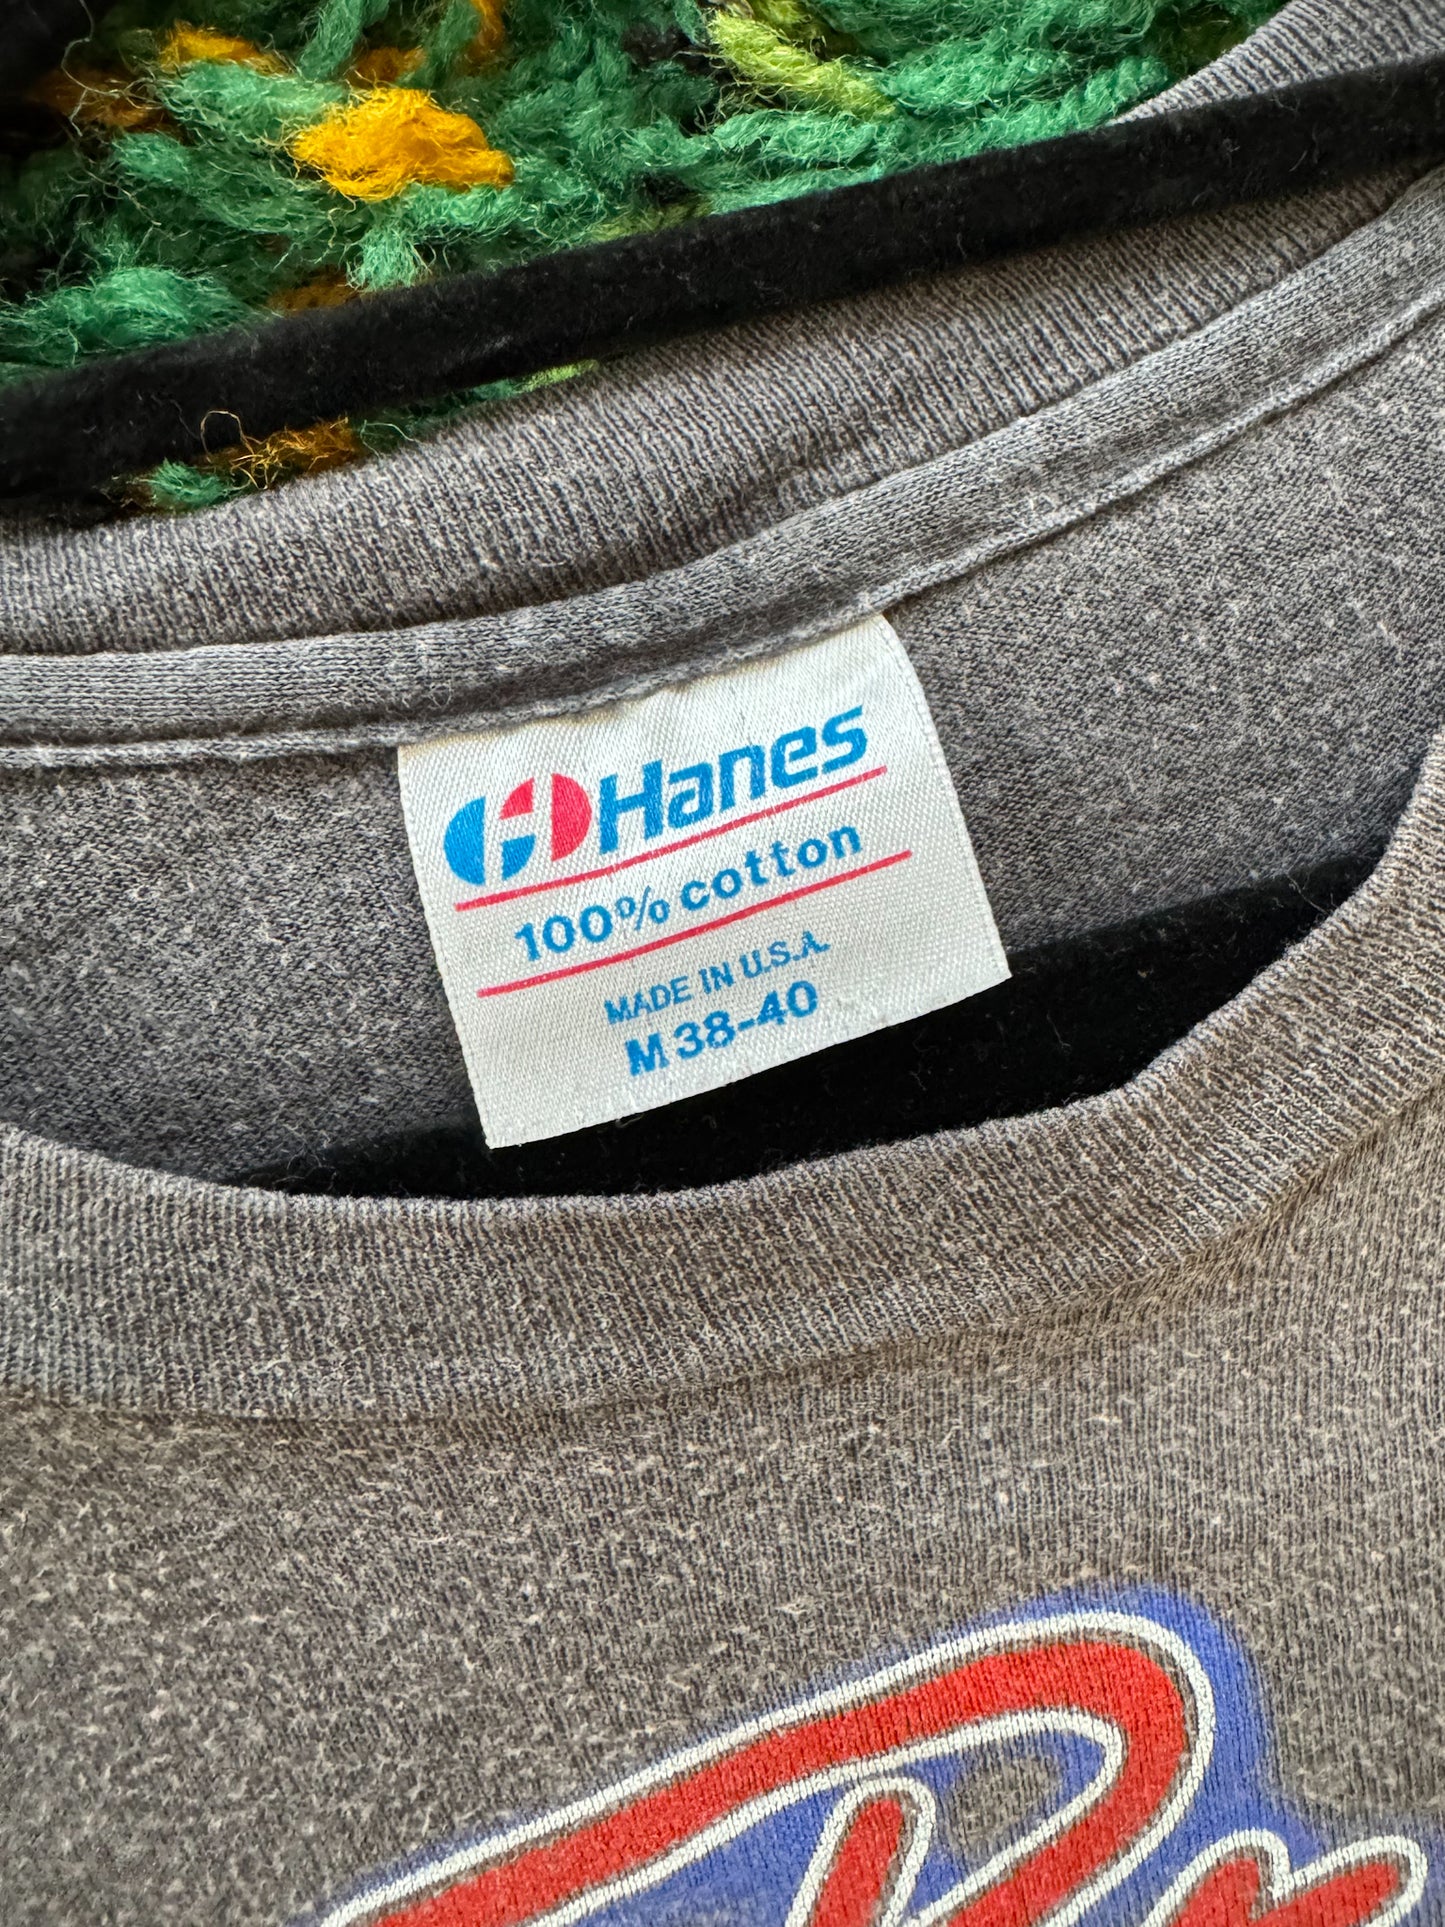 Hanes
100% cotton
MADE IN U.S.A.
M 38-40